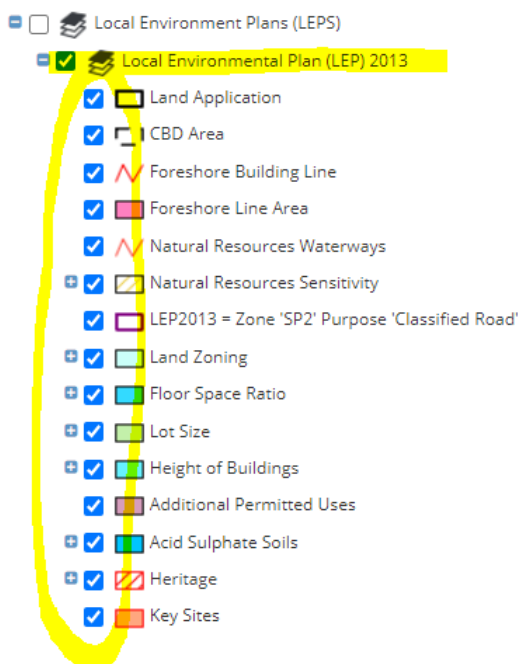 Local Environment Plans (LEPS)
Local Environmental Plan (LEP) 2013
Land Application
CBD Area
Foreshore Building Line
Foreshore Line Area
Natural Resources Waterways
Natural Resources Sensitivity
LEP2013 = Zone 'SP2' Purpose 'Classified Road'
Land Zoning
Floor Space Ratio
Lot Size
Height of Buildings
Additional Permitted Uses
Acid Sulphate Soils
Heritage
Key Sites